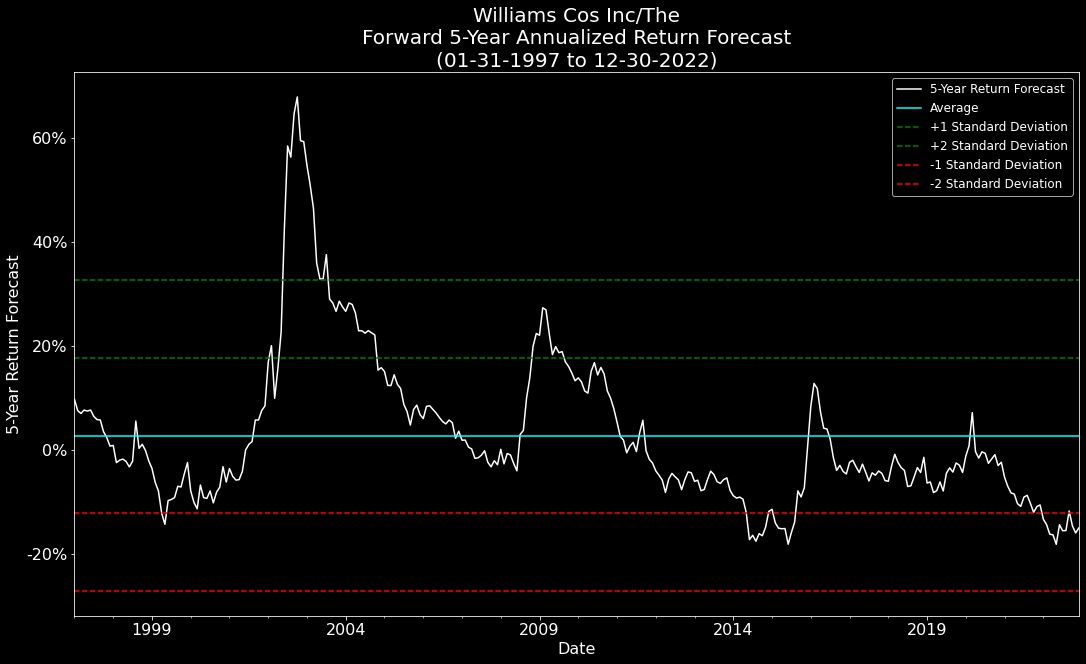 Williams Cos Inc/The
Forward 5-Year Annualized Return Forecast
(01-31-1997 to 12-30-2022)
5-Year Return Forecast
Average
+1 Standard Deviation
+2 Standard Deviation
-1 Standard Deviation
-2 Standard Deviation
5-Year Return Forecast
60%
40%
20%
0%
-20%
1999
2004
2009
2014
2019
Date